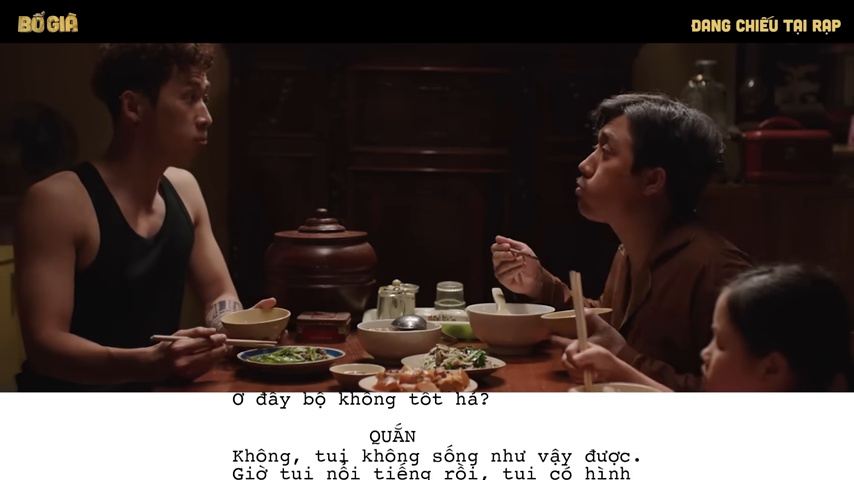 BỐ GIÀ
ĐANG CHIẾU TẠI RẠP
Ở đây bộ không tốt há?
QUẮN
Không, tui không sống như vậy được.
Giờ tui nổi tiếng rồi, tui có hình